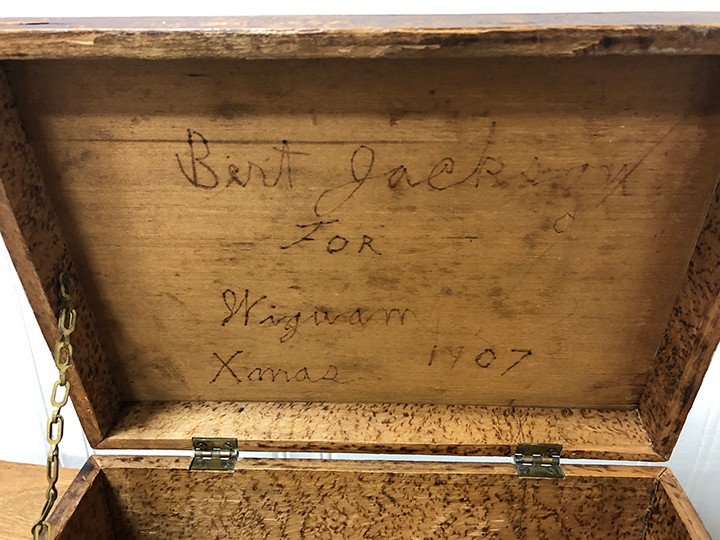 Bert Jackson
FOR
Wigwam
Xmas 1907